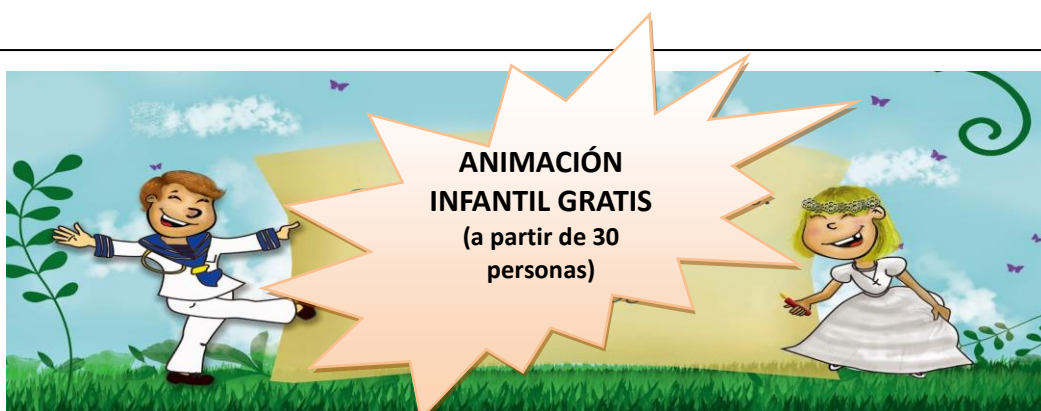 ANIMACIÓN
INFANTIL GRATIS
(a partir de 30
personas)